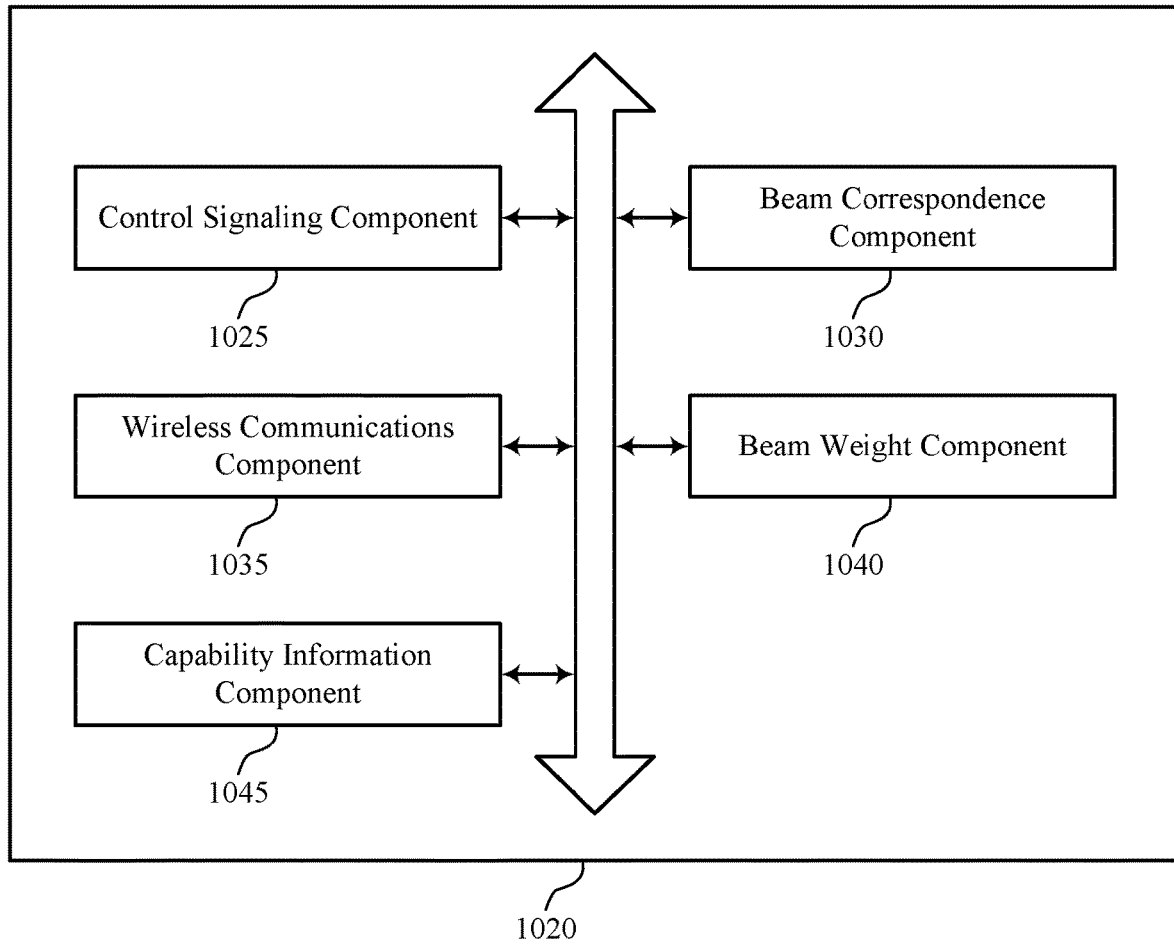 Control Signaling Component
1025
Beam Correspondence
Component
1030
Wireless Communications
Component
1035
Beam Weight Component
1040
Capability Information
Component
1045
1020